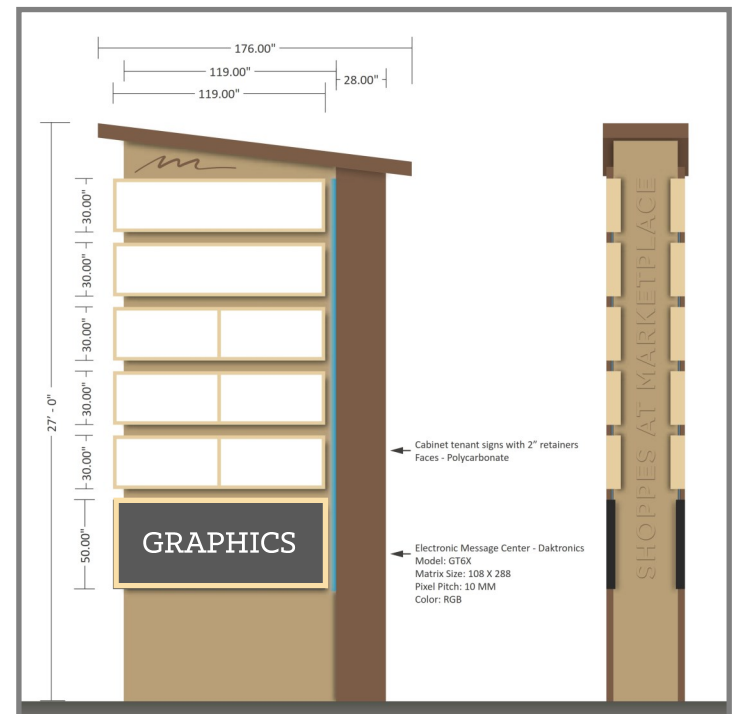 176.00"
119.00"
28.00"
119.00"
30.00"
30.00"
30.00"
30.00"
30.00"
50.00"
27' - 0"
GRAPHICS
Cabinet tenant signs with 2" retainers
Faces - Polycarbonate
Electronic Message Center - Daktronics
Model: GT6X
Matrix Size: 108 X 288
Pixel Pitch: 10 MM
Color: RGB
SHOPPES AT MARKETPLACE